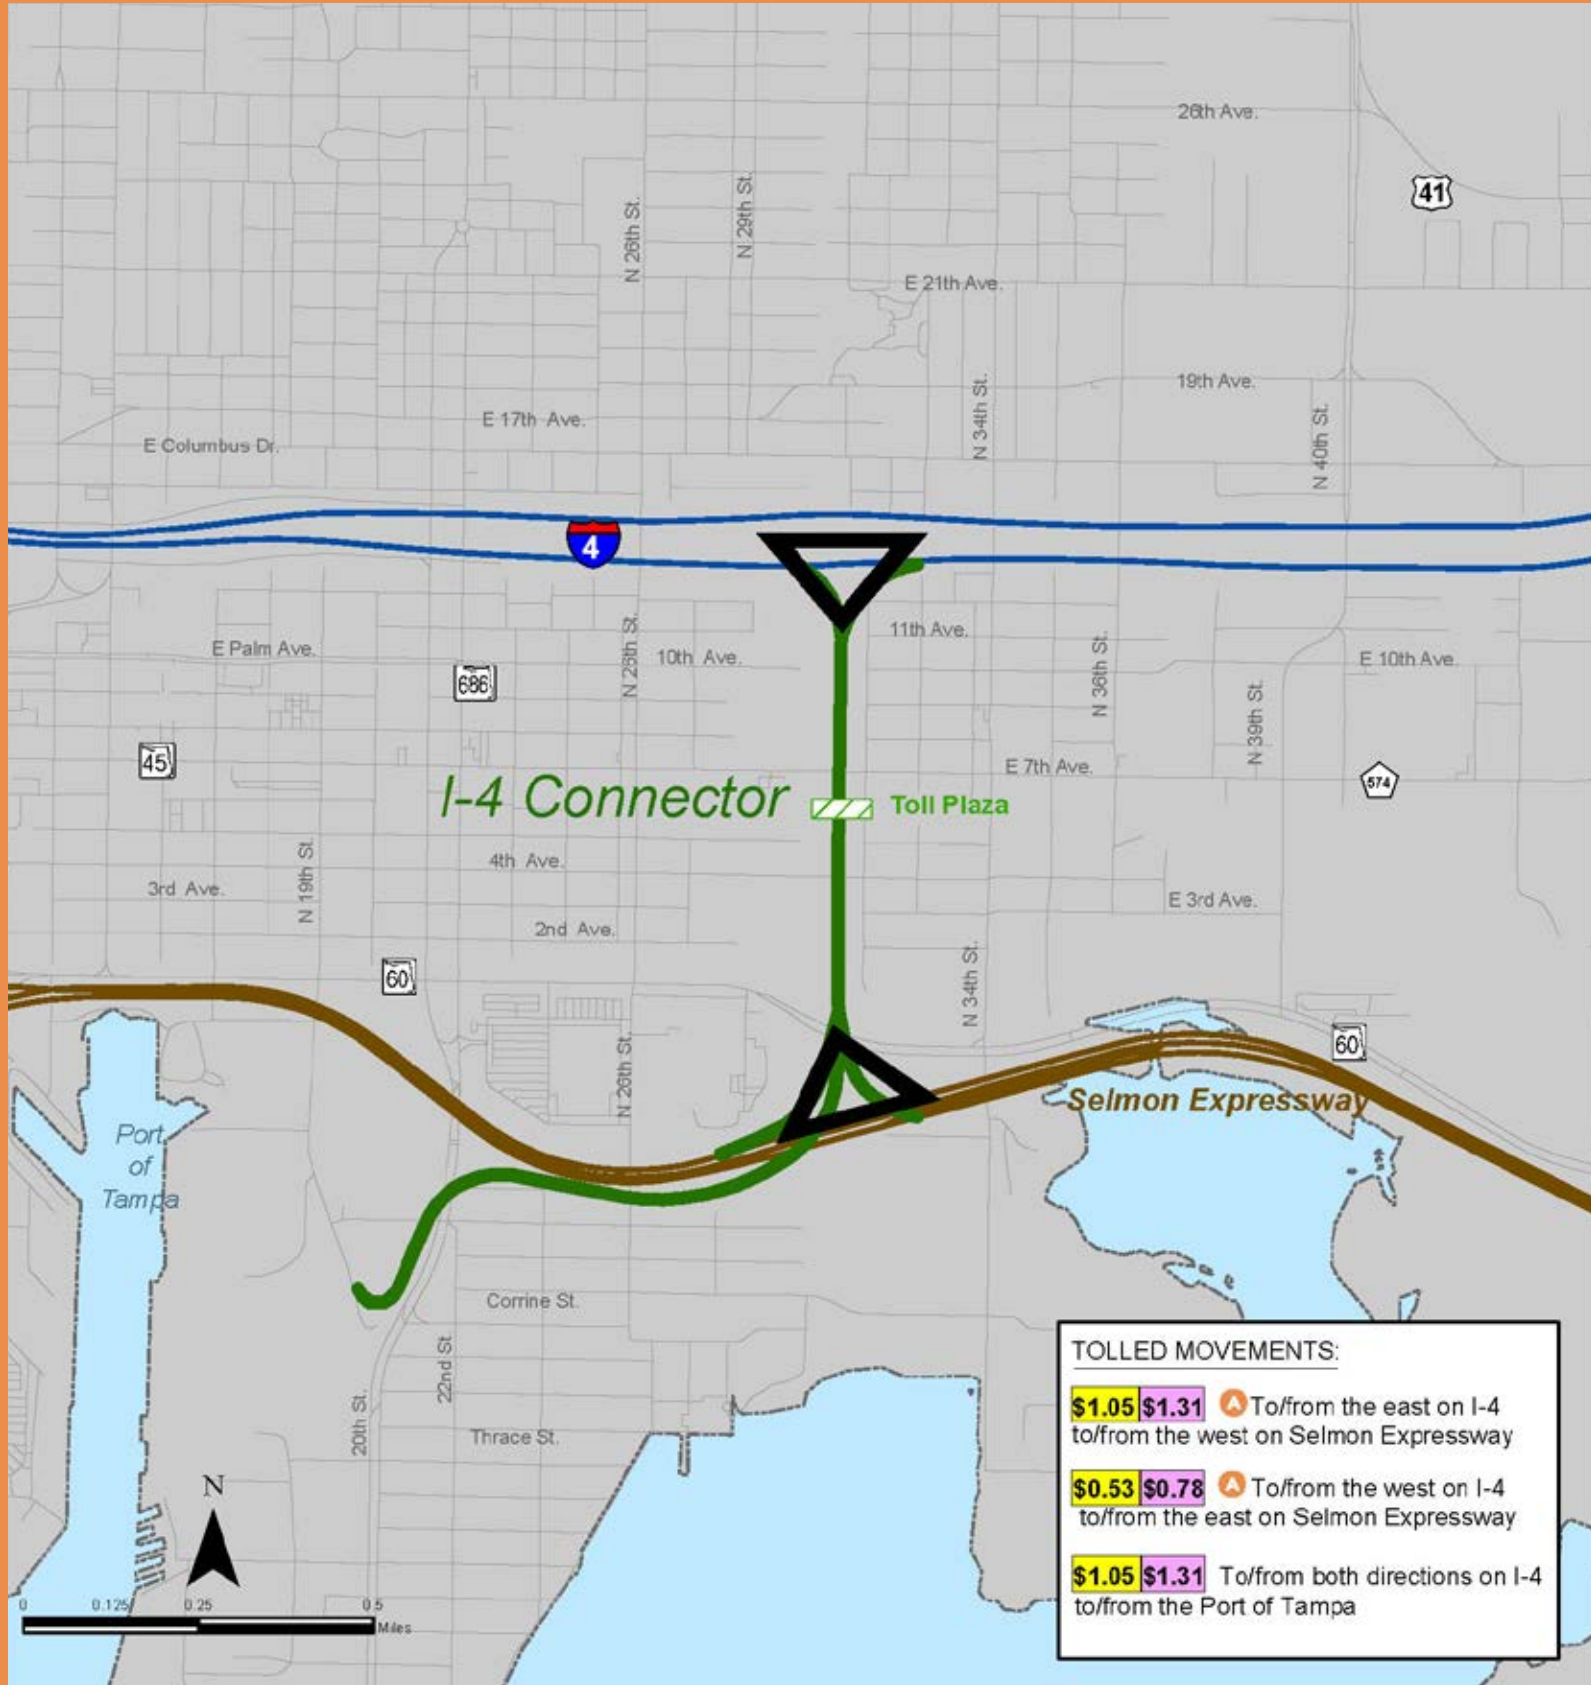 26th Ave.
41
N 26th St.
N 29th St.
E 21th Ave.
19th Ave.
N 34th St.
N 40th St.
E 17th Ave.
E Columbus Dr.
4
11th Ave.
E Palm Ave.
N 26th St.
10th Ave.
N 36th St.
E 10th Ave.
686
N 39th St.
45
E 7th Ave.
574
I-4 Connector
Toll Plaza
4th Ave.
3rd Ave.
N 19th St.
E 3rd Ave.
2nd Ave.
60
N 34th St.
60
N 26th St.
Selmon Expressway
Port
of
Tampa
Corrine St.
22nd St
20th St.
Thrace St.
N
0 0.125 0.25 0.5
Miles
TOLLED MOVEMENTS:
$1.05 $1.31 A To/from the east on I-4
to/from the west on Selmon Expressway
$0.53 $0.78 A To/from the west on I-4
to/from the east on Selmon Expressway
$1.05 $1.31 To/from both directions on I-4
to/from the Port of Tampa